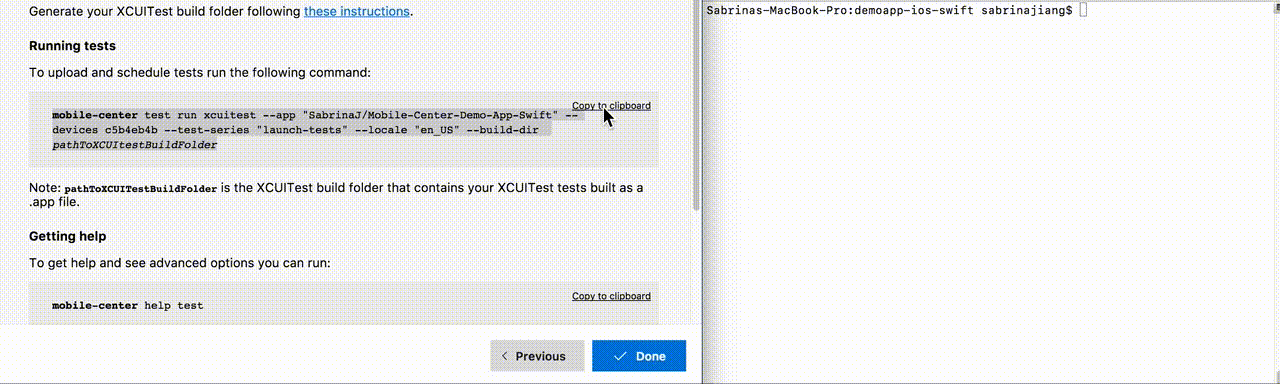 Generate your XCUITest build folder following these instructions.
Running tests
To upload and schedule tests run the following command:
Copy to clipboard
mobile-center test run xcuitest --app "SabrinaJ/Mobile-Center-Demo-App-Swift" --
devices c5b4eb4b --test-series "launch-tests" --locale "en_US" --build-dir
pathToXCUItestBuildFolder
Note: pathToXCUITestBuildFolder is the XCUITest build folder that contains your XCUITest tests built as a
.app file.
Getting help
To get help and see advanced options you can run:
Copy to clipboard
mobile-center help test
Previous
Done
Sabrinas-MacBook-Pro:demoapp-ios-swift sabrinajiang$